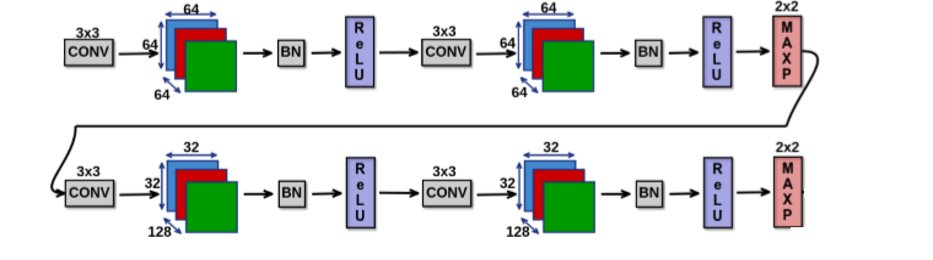 64
3x3
CONV
64
64
BN
ReLU
3x3
CONV
64
64
64
BN
ReLU
2x2
MAXP
3x3
CONV
32
32
128
BN
ReLU
3x3
CONV
32
32
128
BN
ReLU
2x2
MAXP